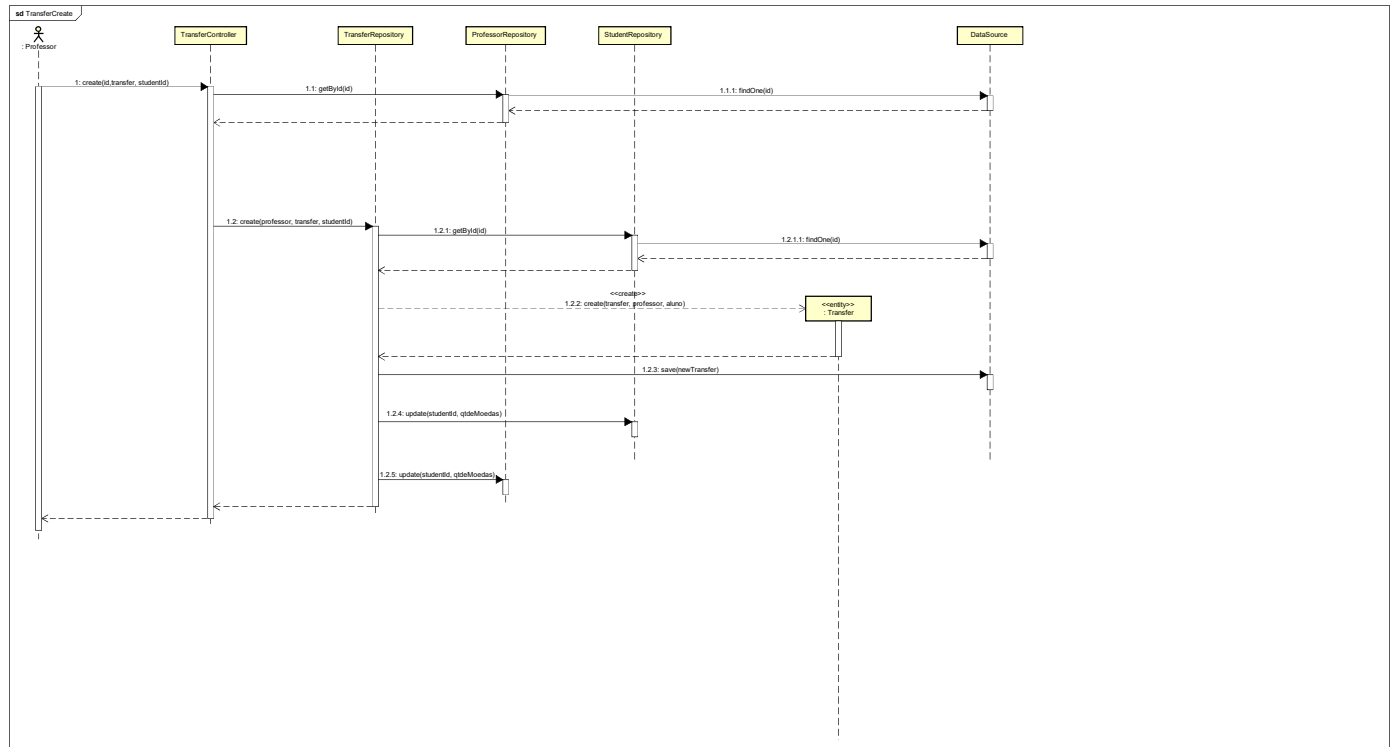 sd TransferCreate
: Professor
TransferController
TransferRepository
ProfessorRepository
StudentRepository
DataSource
1: create(id,transfer, studentId)
1.1: getById(id)
1.1.1: findOne(id)
1.2: create(professor, transfer, studentId)
1.2.1: getById(id)
1.2.1.1: findOne(id)
<<create>>
1.2.2: create(transfer, professor, aluno)
<<entity>>
: Transfer
1.2.3: save(newTransfer)
1.2.4: update(studentId, qtdeMoedas)
1.2.5: update(studentId, qtdeMoedas)